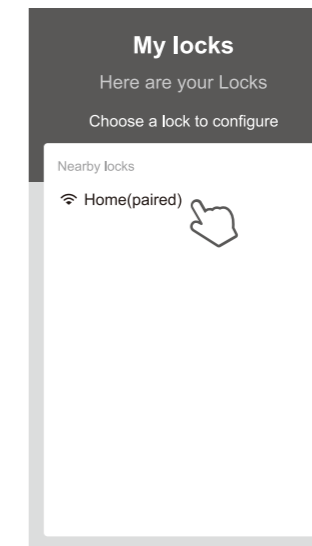 My locks
Here are your Locks
Choose a lock to configure
Nearby locks
Home(paired)